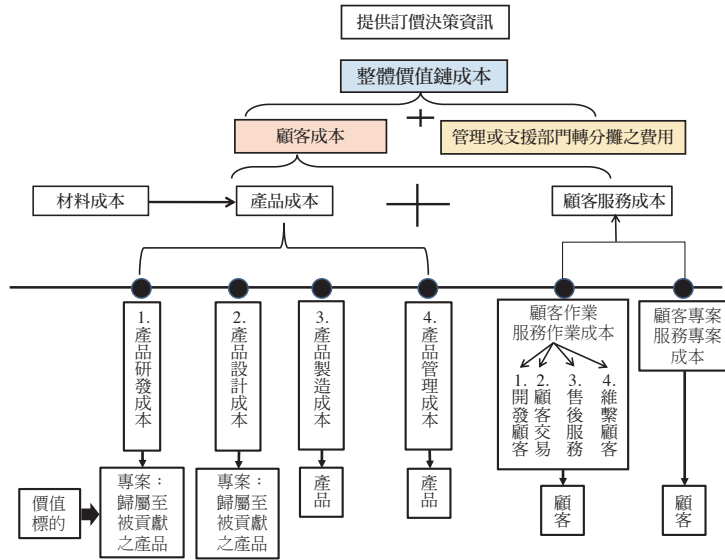 提供訂價決策資訊
整體價值鏈成本
+
顧客成本
管理或支援部門轉分攤之費用
材料成本
產品成本
+
顧客服務成本
1.產品研發成本
2.產品設計成本
3.產品製造成本
4.產品管理成本
顧客作業
服務作業成本
1.開發顧客
2.顧客交易
3.售後服務
4.維繫顧客
顧客專案
服務專案
成本
價值
標的
專案：
歸屬至
被貢獻
之產品
專案：
歸屬至
被貢獻
之產品
產品
產品
顧客
顧客